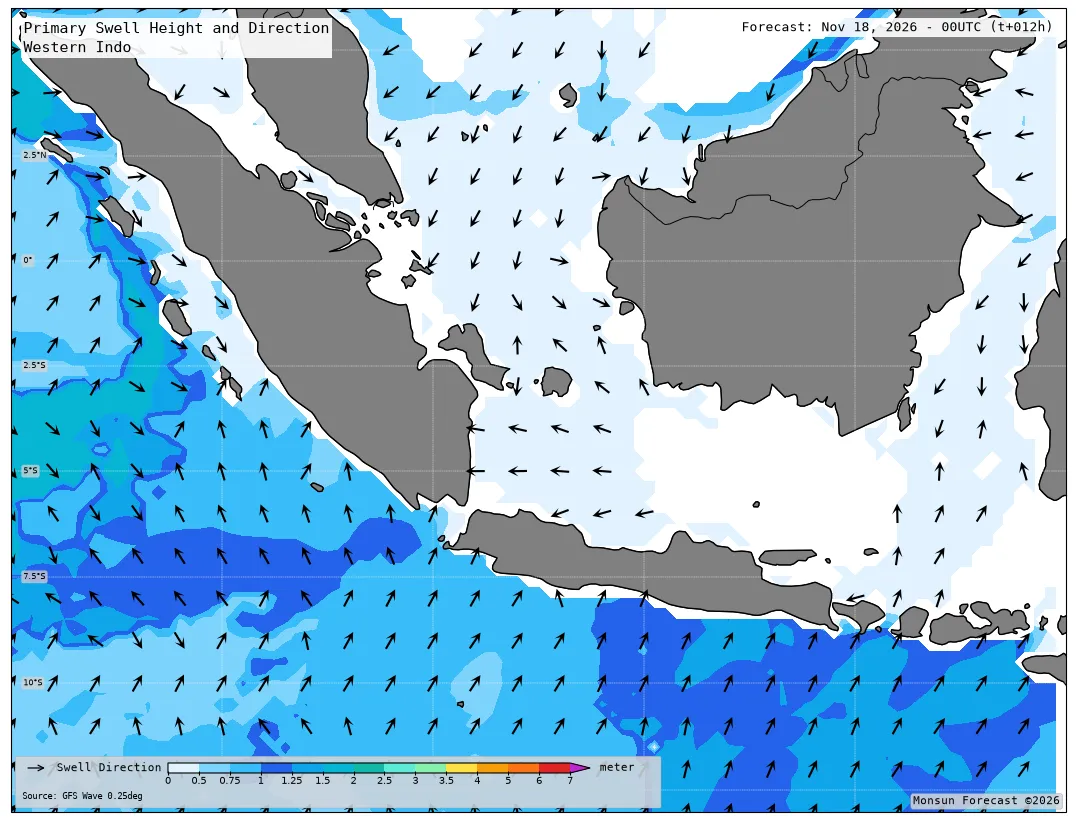 Primary Swell Height and Direction
Western Indo
Forecast: Nov 18, 2026 - 00UTC (t+012h)
2.5°N
0°
2.5°S
5°S
7.5°S
10°S
Swell Direction
0 0.5 0.75 1 1.25 1.5 2 2.5 3 3.5 4 5 6 7
meter
Source: GFS Wave 0.25deg
Monsun Forecast ©2026